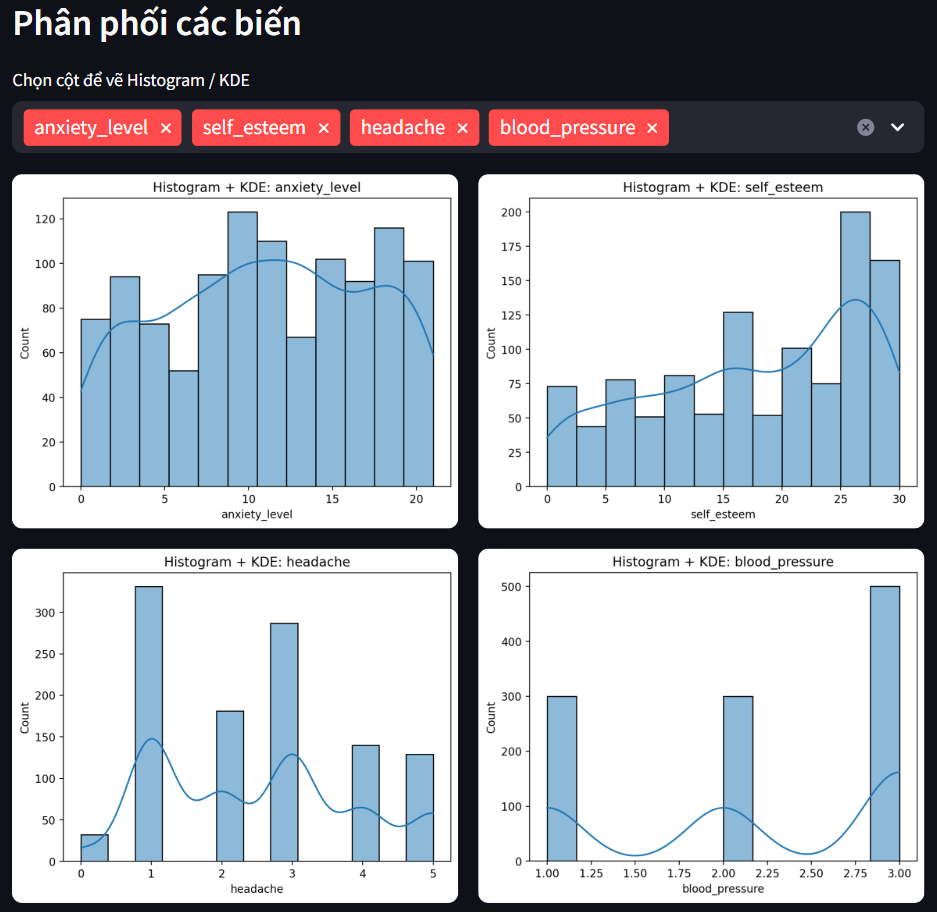 Phân phối các biến
Chọn cột để vẽ Histogram / KDE
anxiety_level × self_esteem × headache × blood_pressure ×
Histogram + KDE: anxiety_level
120
100
80
60
40
20
0
Count
0 5 10 15 20
anxiety_level
Histogram + KDE: self_esteem
200
175
150
125
100
75
50
25
0
Count
0 5 10 15 20 25 30
self_esteem
Histogram + KDE: headache
300
250
200
150
100
50
0
Count
0 1 2 3 4 5
headache
Histogram + KDE: blood_pressure
500
400
300
200
100
0
Count
1.00 1.25 1.50 1.75 2.00 2.25 2.50 2.75 3.00
blood_pressure